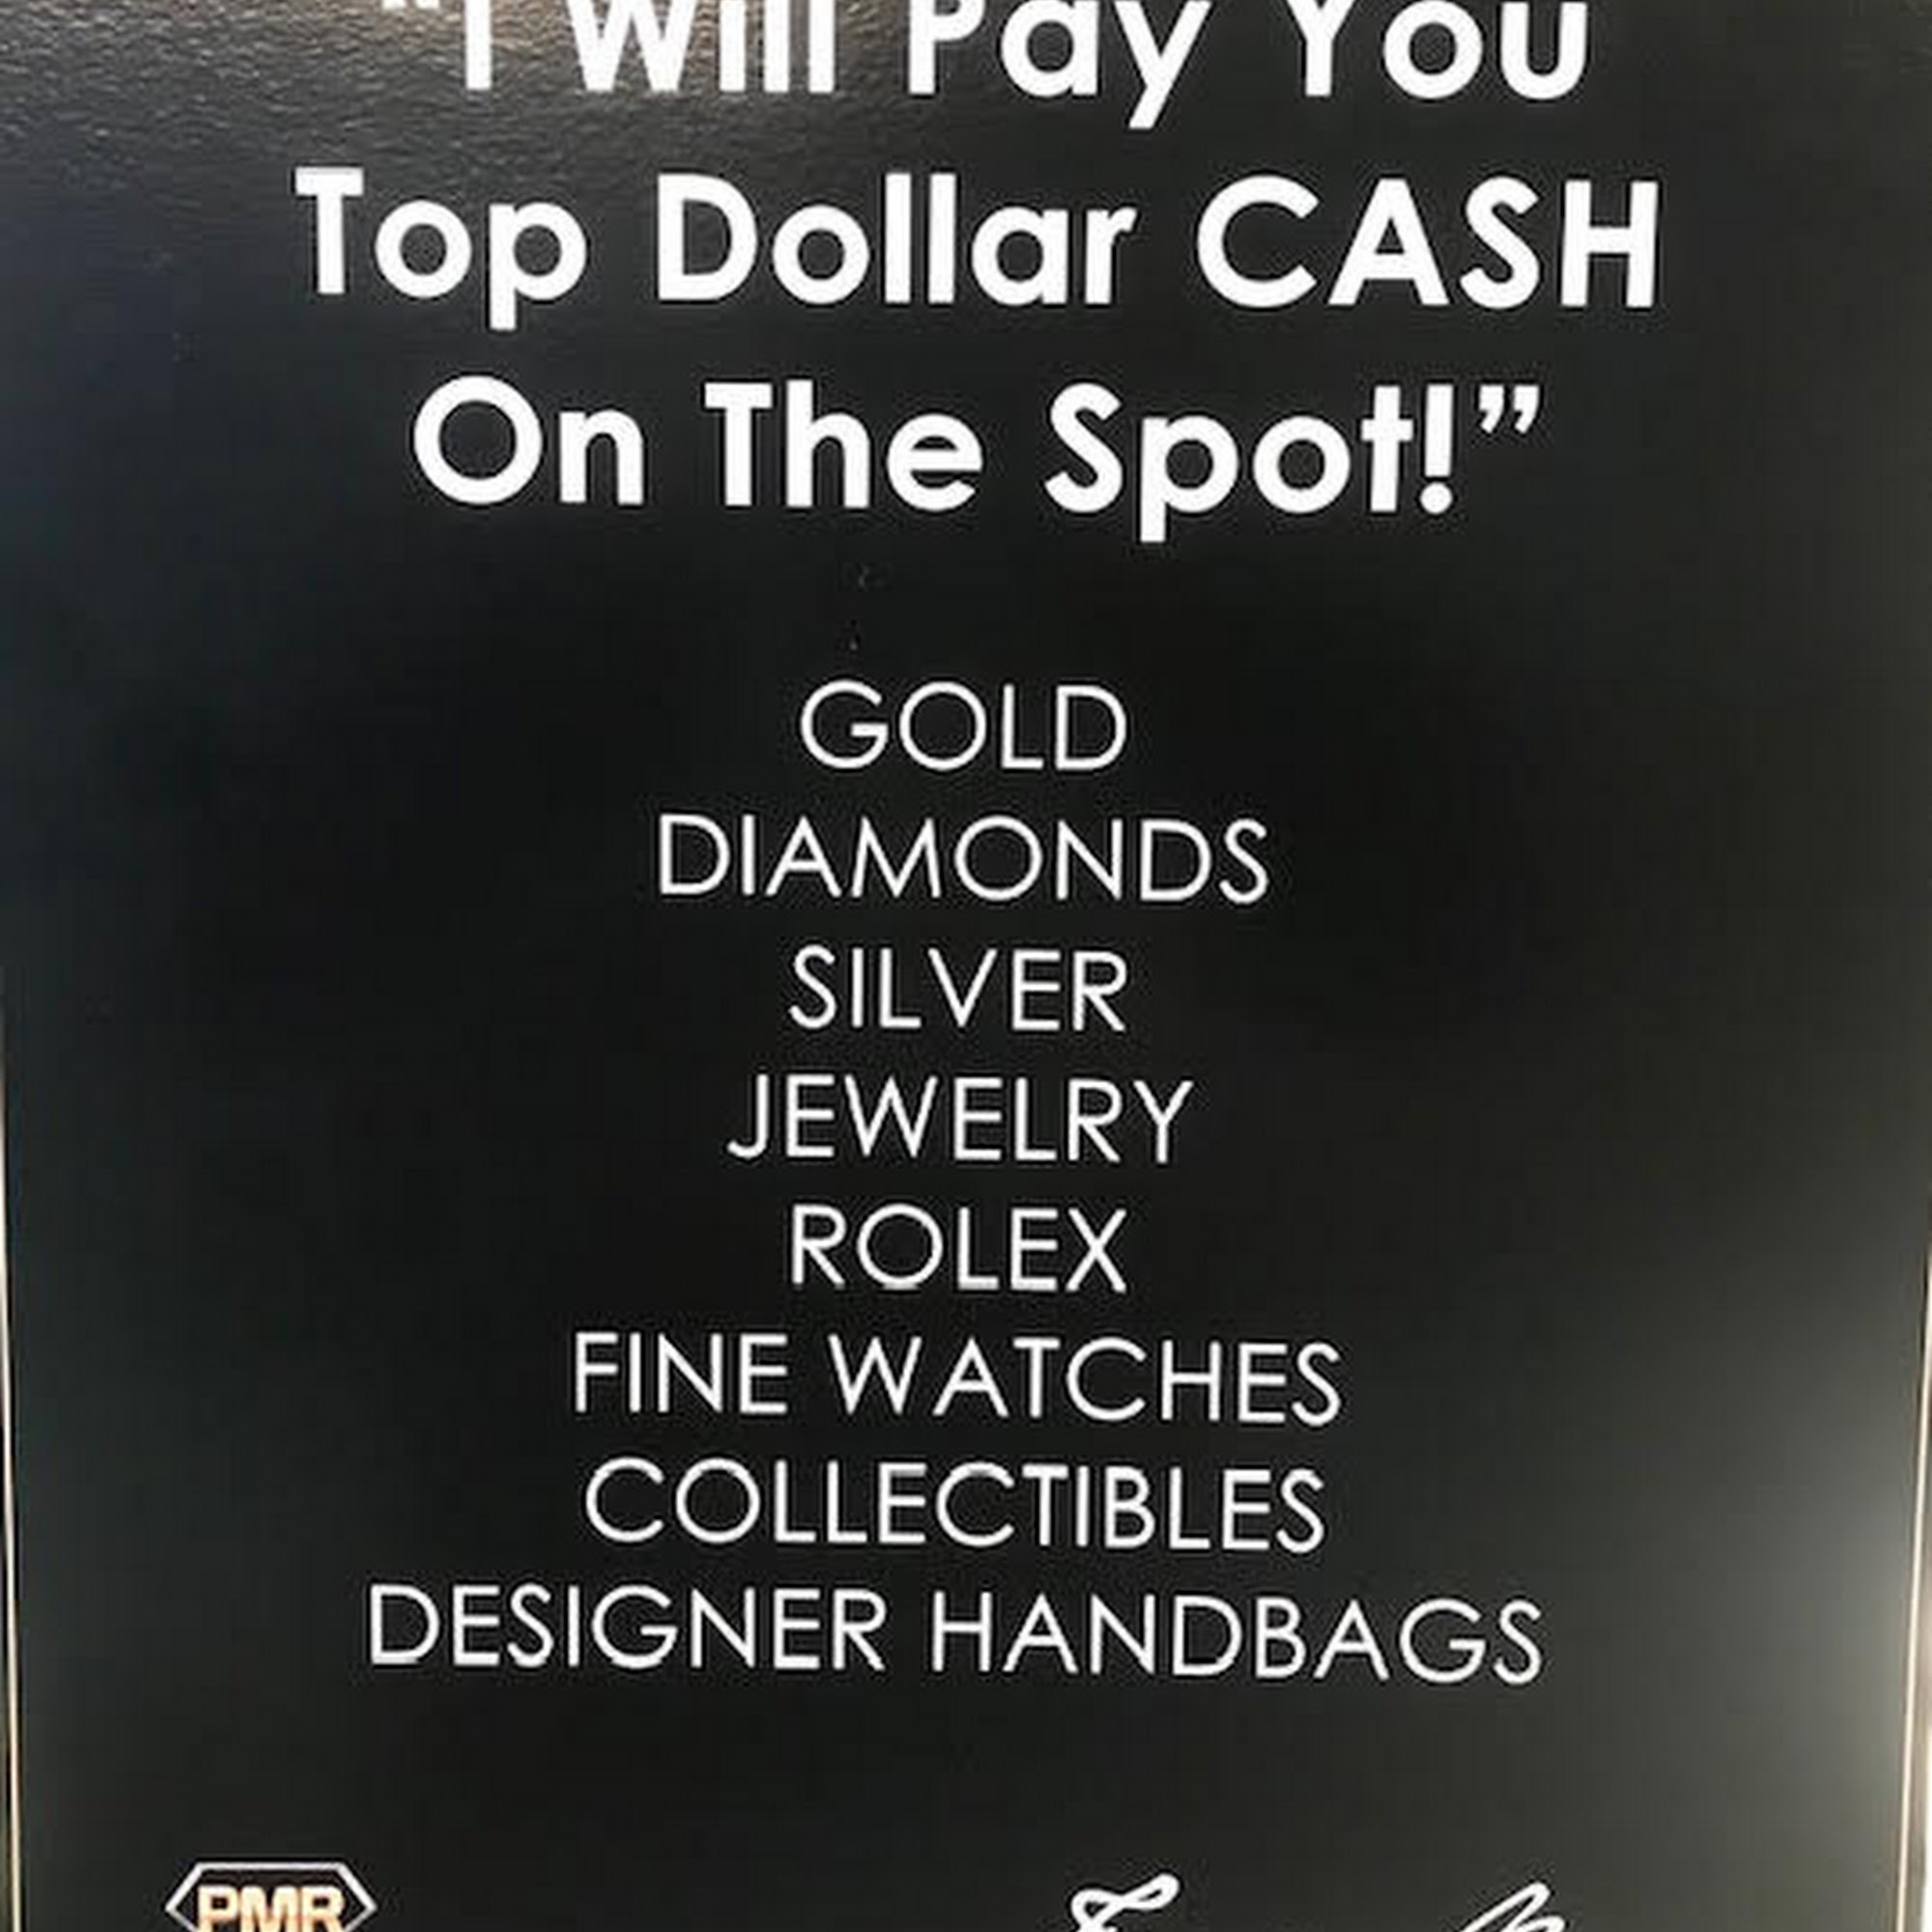 "I Will Pay You
Top Dollar CASH
On The Spot!”
GOLD
DIAMONDS
SILVER
JEWELRY
ROLEX
FINE WATCHES
COLLECTIBLES
DESIGNER HANDBAGS
PMR